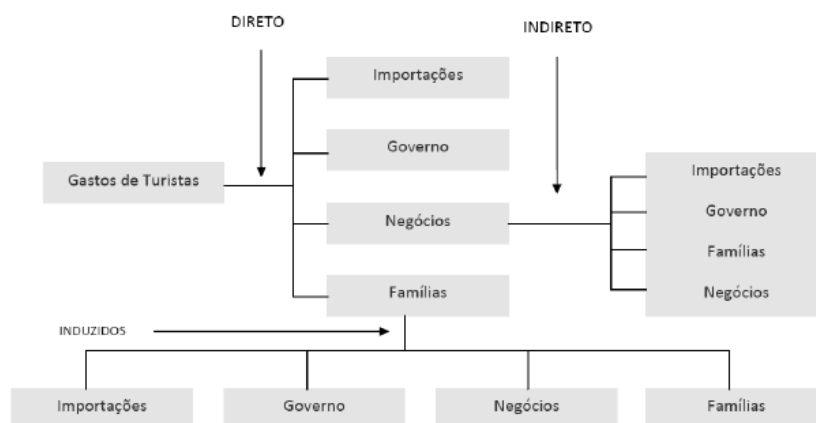 DIRETO
INDIRETO
Importações
Governo
Gastos de Turistas
Negócios
Famílias
Importações
Governo
Famílias
Negócios
INDUZIDOS
Importações
Governo
Negócios
Famílias